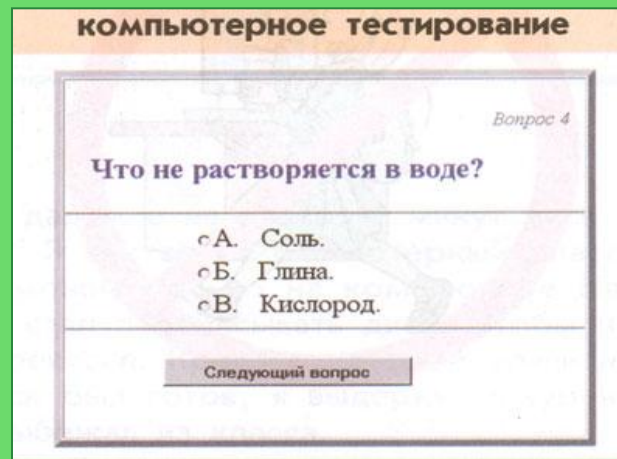 компьютерное тестирование
Вопрос 4
Что не растворяется в воде?
А. Соль.
Б. Глина.
В. Кислород.
Следующий вопрос